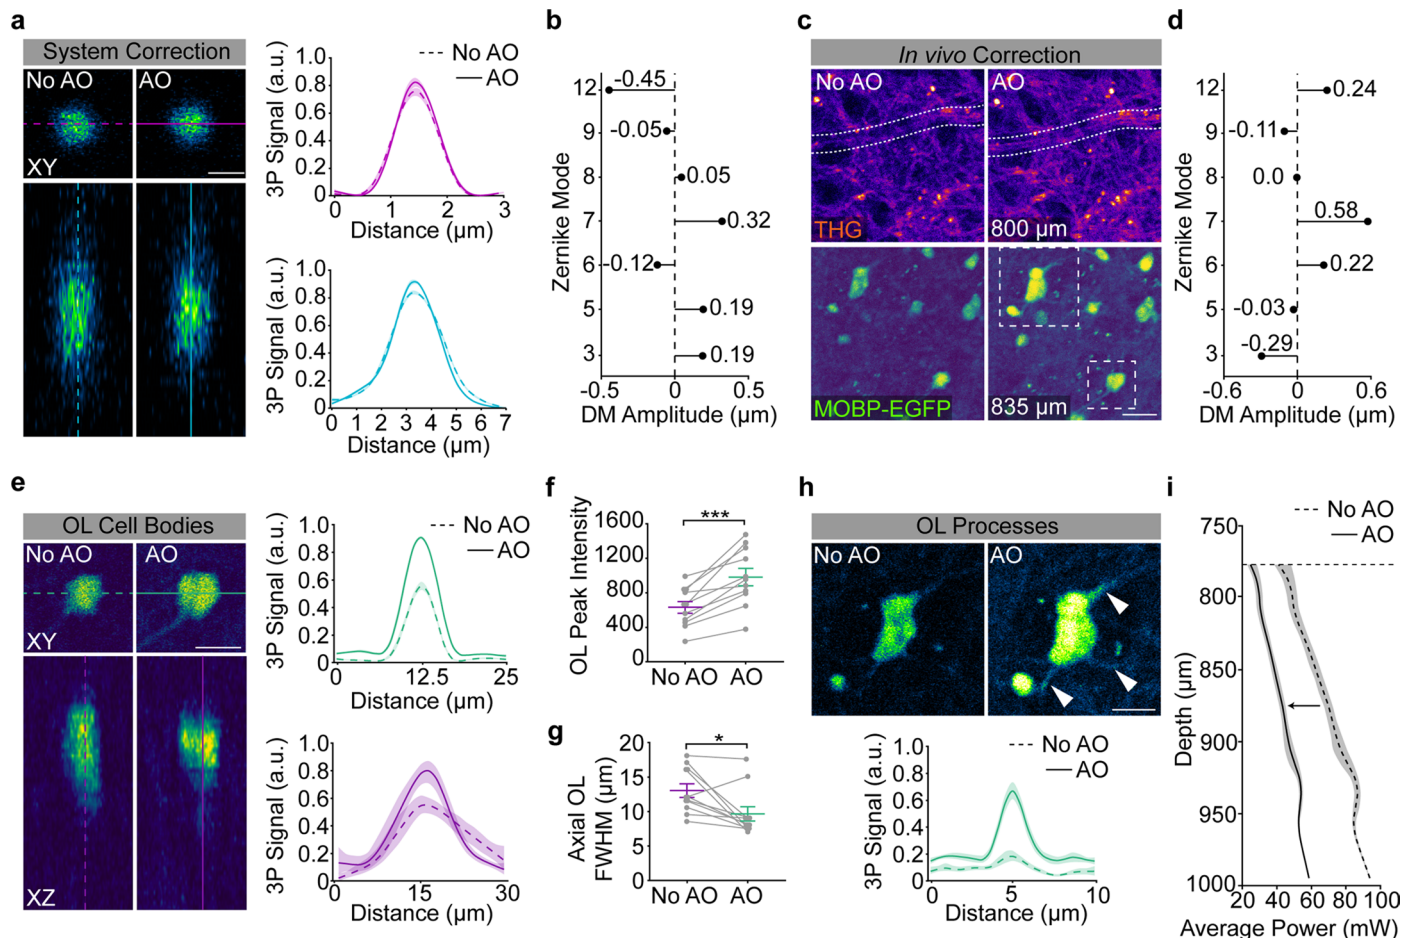 a
System Correction
No AO
AO
XY
3P Signal (a.u.)
1.0
0.8
0.6
0.4
0.2
0
0
1
2
3
Distance (µm)
No AO
AO
3P Signal (a.u.)
1.0
0.8
0.6
0.4
0.2
0
0
1
2
3
4
5
6
7
Distance (µm)
b
Zernike Mode
12
9
8
7
6
5
3
-0.45
-0.05
0.05
0.32
-0.12
0.19
0.19
-0.5
0
0.5
DM Amplitude (µm)
c
In vivo Correction
No AO
AO
THG
800 µm
MOBP-EGFP
835 µm
d
Zernike Mode
12
9
8
7
6
5
3
0.24
-0.11
0.0
0.58
0.22
-0.03
-0.29
-0.6
0
0.6
DM Amplitude (µm)
e
OL Cell Bodies
No AO
AO
XY
XZ
3P Signal (a.u.)
1.0
0.8
0.6
0.4
0.2
0
0
12.5
25
Distance (µm)
No AO
AO
3P Signal (a.u.)
1.0
0.8
0.6
0.4
0.2
0
0
15
30
Distance (µm)
f
OL Peak Intensity
1600
1200
800
400
0
***
No AO
AO
g
Axial OL
FWHM (µm)
20
15
10
5
0
*
No AO
AO
h
OL Processes
No AO
AO
3P Signal (a.u.)
1.0
0.8
0.6
0.4
0.2
0
0
5
10
Distance (µm)
No AO
AO
i
No AO
AO
Depth (µm)
750
800
850
900
950
1000
20
40
60
80
100
Average Power (mW)